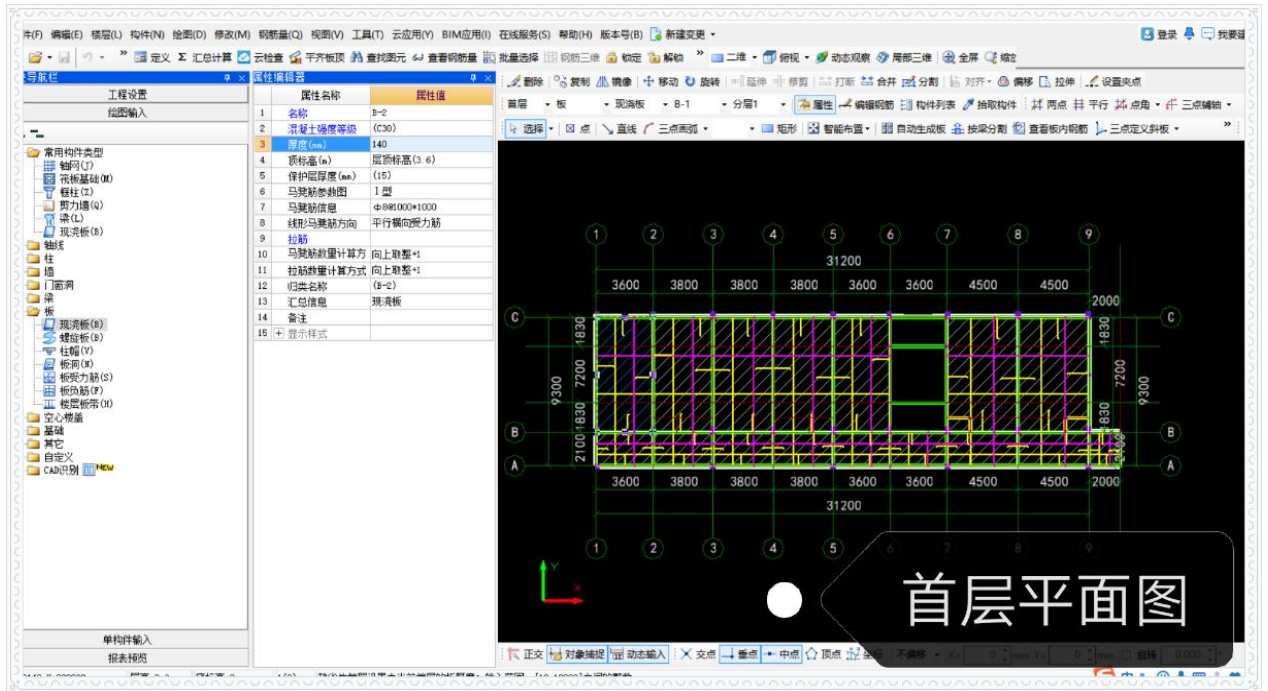 件(F) 编辑(E) 楼层(L) 构件(N) 绘图(D) 修改(M) 钢筋量(Q) 视图(V) 工具(T) 云应用(Y) BIM应用(I) 在线服务(S) 帮助(H) 版本号(B) 新建变更 登录
定义 Σ 汇总计算 云检查 平齐板顶 查找图元 查看钢筋量 批量选择 钢筋三维 锁定 解锁 » 二维 俯视 动态观察 局部三维 全屏 缩放
导航栏
属性编辑器
删除 复制 镜像 移动 旋转 延伸 修剪 打断 合并 分割 对齐 偏移 拉伸 设置夹点
首层 板 现浇板 B-1 分层1 属性 编辑钢筋 构件列表 拾取构件 两点 平行 点角 三点辅轴
选择 点 直线 三点画弧 矩形 智能布置 自动生成板 按梁分割 查看板内钢筋 三点定义斜板 »
工程设置
绘图输入
常用构件类型
轴网(J)
筏板基础(M)
框柱(Z)
剪力墙(Q)
梁(L)
现浇板(B)
轴线
柱
墙
门窗洞
梁
板
现浇板(B)
螺旋板(B)
柱帽(V)
板洞(N)
板受力筋(S)
板负筋(F)
楼层板带(H)
空心楼盖
基础
其它
自定义
CAD识别 NEW
单构件输入
报表预览
属性名称 属性值
1 名称 B-2
2 混凝土强度等级 (C30)
3 厚度(mm) 140
4 顶标高(m) 层顶标高(3.6)
5 保护层厚度(mm) (15)
6 马凳筋参数图 I型
7 马凳筋信息 Φ8@1000*1000
8 线形马凳筋方向 平行横向受力筋
9 拉筋
10 马凳筋数量计算方 向上取整+1
11 拉筋数量计算方式 向上取整+1
12 归类名称 (B-2)
13 汇总信息 现浇板
14 备注
15 + 显示样式
1 2 3 4 5 6 7 8 9
31200
3600 3800 3800 3800 3600 3600 4500 4500
2000
C C
1830 1830
7200 7200
9300 9300
1830 1830
B B
2100
A A
3600 3800 3800 3800 3600 3600 4500 4500 2000
31200
1 2 3 4 5 6 7 8 9
Y
X
首层平面图
正交 对象捕捉 动态输入 交点 垂点 中点 顶点 坐标 不偏移 X= 0 mm Y= 0 mm 旋转 0.000